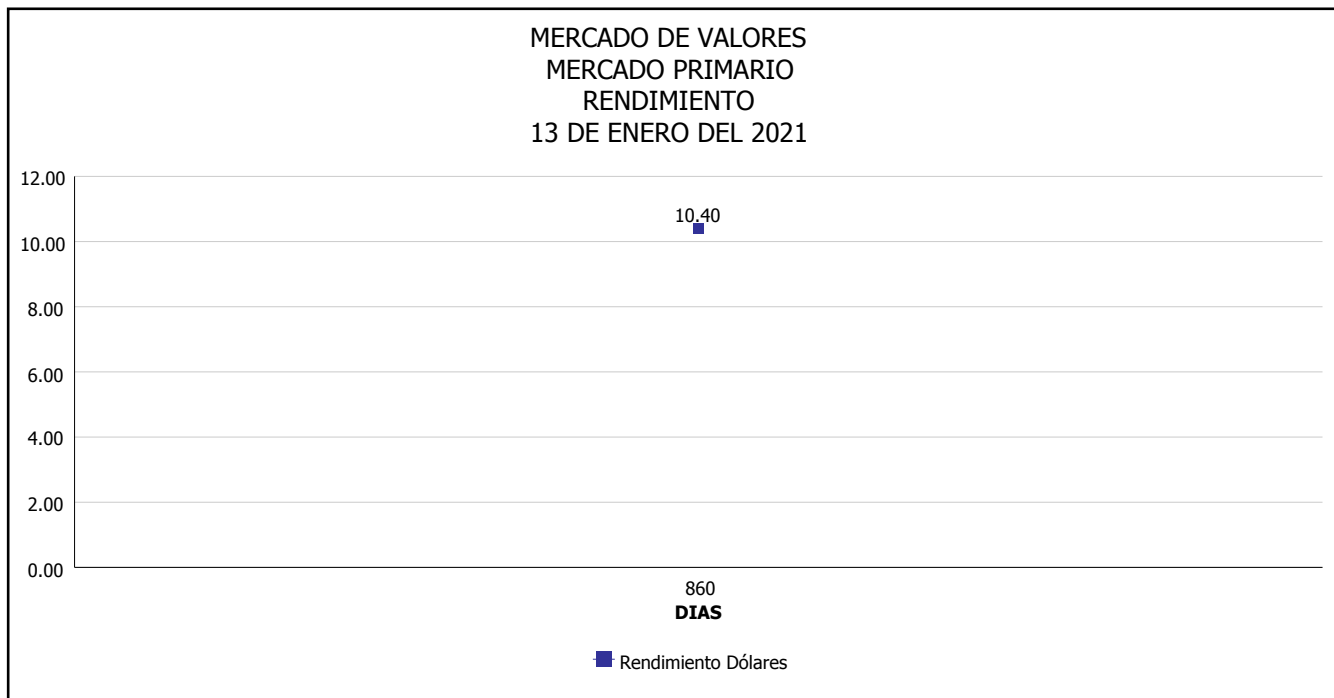 MERCADO DE VALORES
MERCADO PRIMARIO
RENDIMIENTO
13 DE ENERO DEL 2021
12.00
10.40
10.00
8.00
6.00
4.00
2.00
0.00
860
DIAS
Rendimiento Dólares